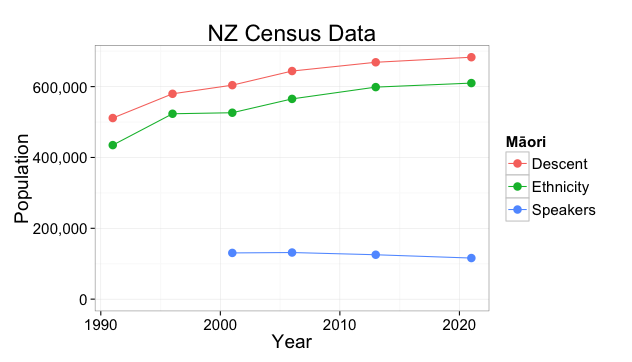 NZ Census Data
600,000
400,000
200,000
0
Population
1990
2000
2010
2020
Year
Māori
Descent
Ethnicity
Speakers